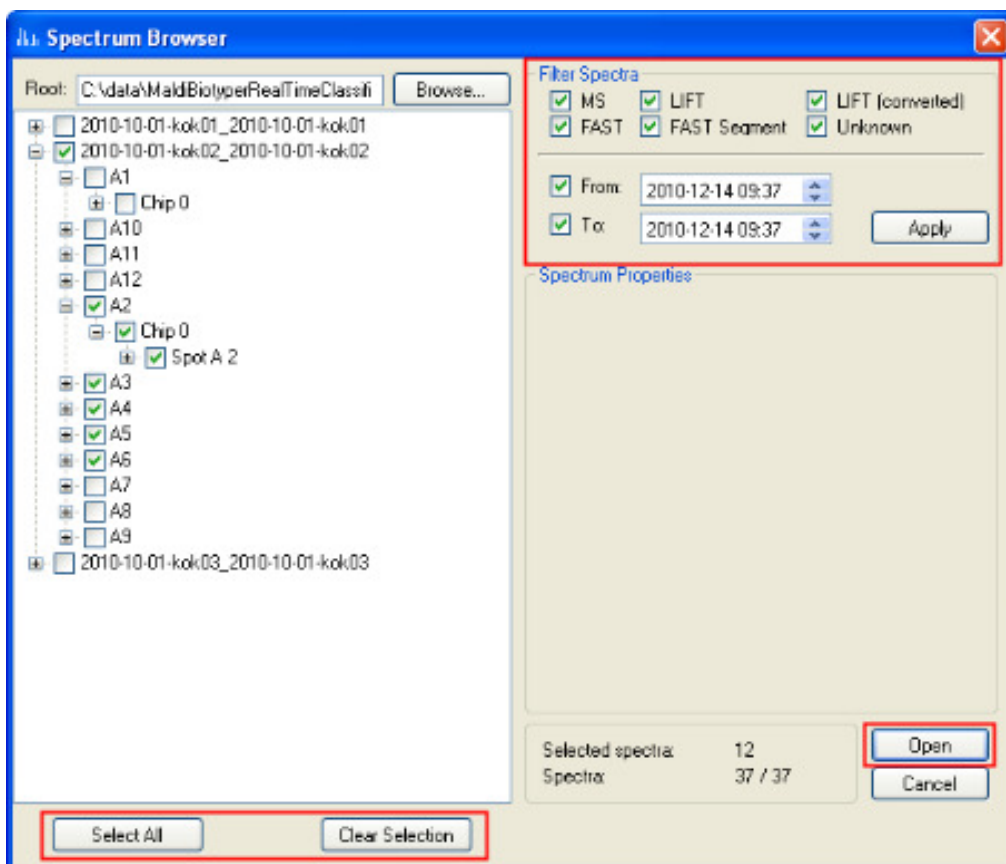 Spectrum Browser
Root: C:\data\MaldiBiotyperRealTimeClassifi Browse...
2010-10-01-kok01_2010-10-01-kok01
2010-10-01-kok02_2010-10-01-kok02
A1
Chip 0
A10
A11
A12
A2
Chip 0
Spot A 2
A3
A4
A5
A6
A7
A8
A9
2010-10-01-kok03_2010-10-01-kok03
Select All Clear Selection
Filter Spectra
MS LIFT LIFT (converted)
FAST FAST Segment Unknown
From: 2010-12-14 09:37
To: 2010-12-14 09:37 Apply
Spectrum Properties
Selected spectra: 12
Spectra: 37 / 37
Open
Cancel